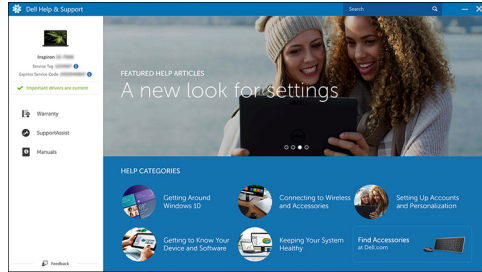 Dell Help & Support
Search
Inspiron
Service Tag
Express Service Code
Important drivers are current
Warranty
SupportAssist
Manuals
Feedback
FEATURED HELP ARTICLES
A new look for settings
HELP CATEGORIES
Getting Around
Windows 10
Connecting to Wireless
and Accessories
Setting Up Accounts
and Personalization
Getting to Know Your
Device and Software
Keeping Your System
Healthy
Find Accessories
at Dell.com